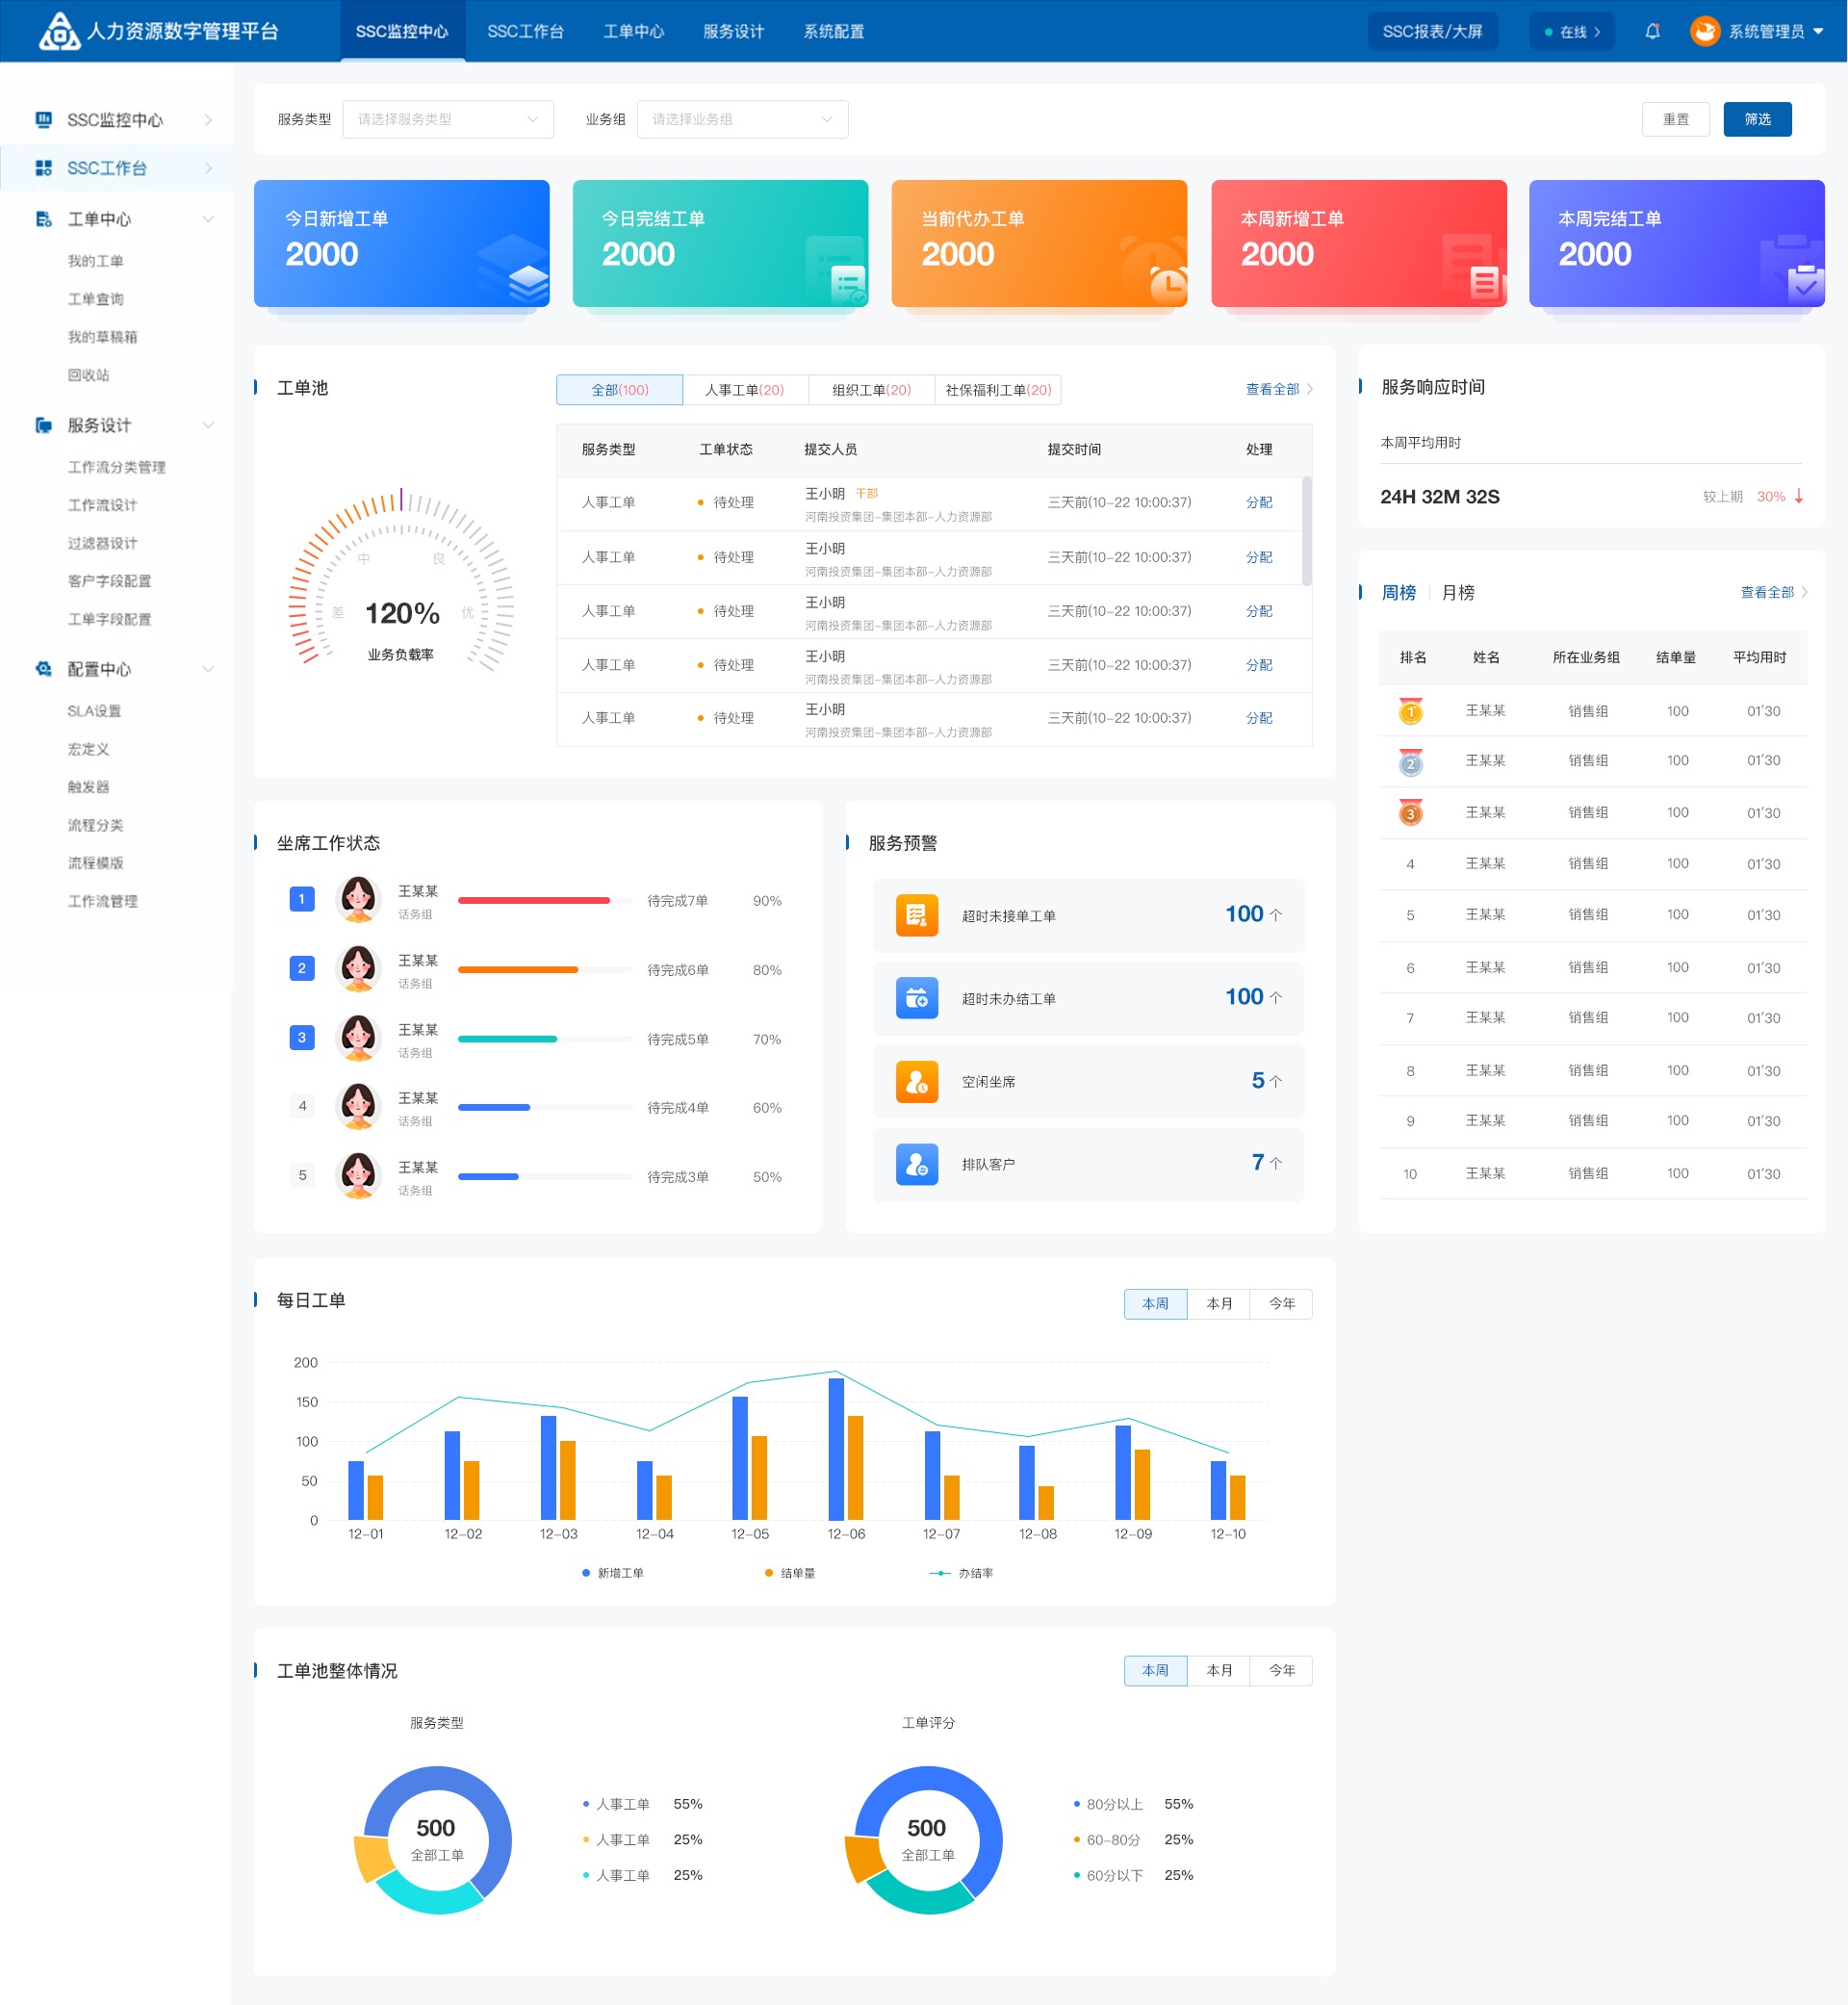 人力资源数字管理平台
SSC监控中心
SSC工作台
工单中心
服务设计
系统配置
SSC报表/大屏
在线
系统管理员
SSC监控中心
SSC工作台
工单中心
我的工单
工单查询
我的草稿箱
回收站
服务设计
工作流分类管理
工作流设计
过滤器设计
客户字段配置
工单字段配置
配置中心
SLA设置
宏定义
触发器
流程分类
流程模版
工作流管理
服务类型 请选择服务类型 业务组 请选择业务组 重置 筛选
今日新增工单
2000
今日完结工单
2000
当前代办工单
2000
本周新增工单
2000
本周完结工单
2000
工单池
全部(100) 人事工单(20) 组织工单(20) 社保福利工单(20) 查看全部
中 良
差 120% 优
业务负载率
服务类型 工单状态 提交人员 提交时间 处理
人事工单 待处理 王小明 干部 三天前(10-22 10:00:37) 分配
河南投资集团-集团本部-人力资源部
人事工单 待处理 王小明 三天前(10-22 10:00:37) 分配
河南投资集团-集团本部-人力资源部
人事工单 待处理 王小明 三天前(10-22 10:00:37) 分配
河南投资集团-集团本部-人力资源部
人事工单 待处理 王小明 三天前(10-22 10:00:37) 分配
河南投资集团-集团本部-人力资源部
人事工单 待处理 王小明 三天前(10-22 10:00:37) 分配
河南投资集团-集团本部-人力资源部
服务响应时间
本周平均用时
24H 32M 32S 较上期 30%
周榜 月榜 查看全部
排名 姓名 所在业务组 结单量 平均用时
1 王某某 销售组 100 01'30
2 王某某 销售组 100 01'30
3 王某某 销售组 100 01'30
4 王某某 销售组 100 01'30
5 王某某 销售组 100 01'30
6 王某某 销售组 100 01'30
7 王某某 销售组 100 01'30
8 王某某 销售组 100 01'30
9 王某某 销售组 100 01'30
10 王某某 销售组 100 01'30
坐席工作状态
1 王某某 待完成7单 90%
话务组
2 王某某 待完成6单 80%
话务组
3 王某某 待完成5单 70%
话务组
4 王某某 待完成4单 60%
话务组
5 王某某 待完成3单 50%
话务组
服务预警
超时未接单工单 100 个
超时未办结工单 100 个
空闲坐席 5 个
排队客户 7 个
每日工单 本周 本月 今年
200
150
100
50
0
12-01 12-02 12-03 12-04 12-05 12-06 12-07 12-08 12-09 12-10
新增工单 结单量 办结率
工单池整体情况 本周 本月 今年
服务类型
500
全部工单
人事工单 55%
人事工单 25%
人事工单 25%
工单评分
500
全部工单
80分以上 55%
60-80分 25%
60分以下 25%